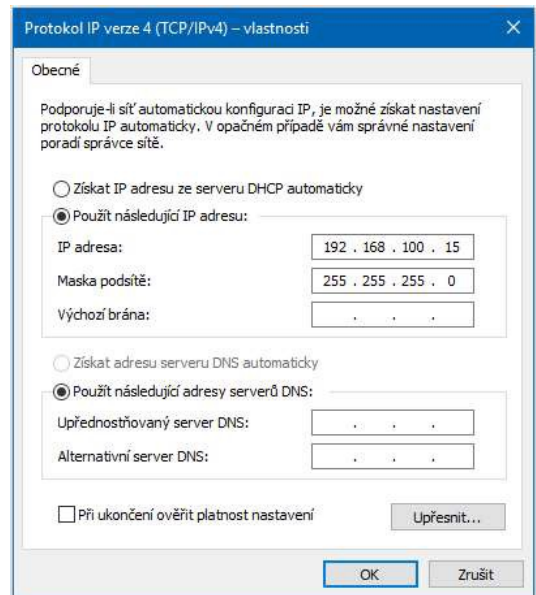 Protokol IP verze 4 (TCP/IPv4) – vlastnosti
Obecné
Podporuje-li síť automatickou konfiguraci IP, je možné získat nastavení
protokolu IP automaticky. V opačném případě vám správné nastavení
poradí správce sítě.
Získat IP adresu ze serveru DHCP automaticky
Použít následující IP adresu:
IP adresa: 192 . 168 . 100 . 15
Maska podsítě: 255 . 255 . 255 . 0
Výchozí brána: . . .
Získat adresu serveru DNS automaticky
Použít následující adresy serverů DNS:
Upřednostňovaný server DNS: . . .
Alternativní server DNS: . . .
Při ukončení ověřit platnost nastavení Upřesnit...
OK Zrušit